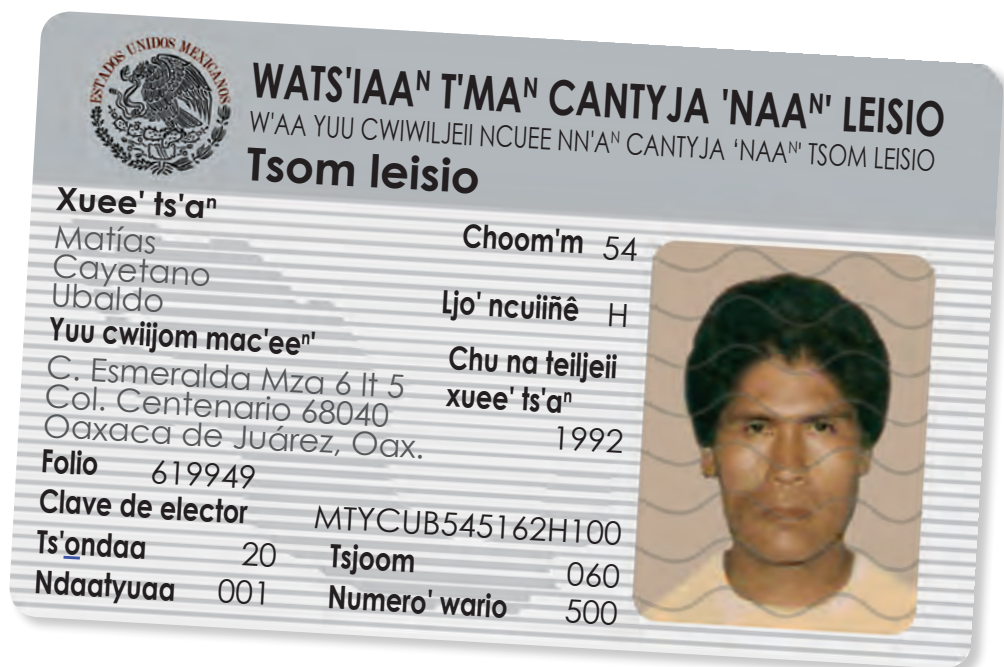 ESTADOS UNIDOS MEXICANOS
WATS'IAAᴺ T'MAᴺ CANTYJA 'NAAᴺ' LEISIO
W'AA YUU CWIWILJEII NCUEE NN'Aᴺ CANTYJA 'NAAᴺ' TSOM LEISIO
Tsom leisio
Xuee' ts'aⁿ
Matías
Cayetano
Ubaldo
Choom'm 54
Ljo' ncuiiñê H
Yuu cwiijom mac'eeⁿ'
C. Esmeralda Mza 6 lt 5
Col. Centenario 68040
Oaxaca de Juárez, Oax.
Chu na teiljeii
xuee' ts'aⁿ
1992
Folio 619949
Clave de elector MTYCUB545162H100
Ts'ondaa 20 Tsjoom 060
Ndaatyuaa 001 Numero' wario 500